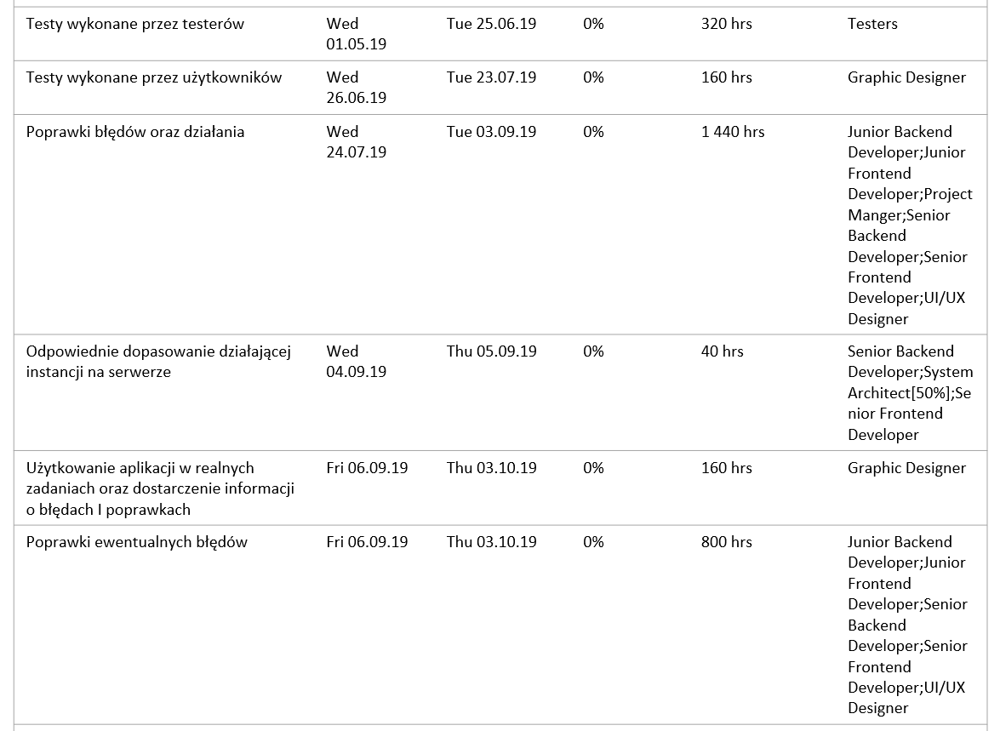 Testy wykonane przez testerów Wed Tue 25.06.19 0% 320 hrs Testers
01.05.19
Testy wykonane przez użytkowników Wed Tue 23.07.19 0% 160 hrs Graphic Designer
26.06.19
Poprawki błędów oraz działania Wed Tue 03.09.19 0% 1 440 hrs Junior Backend
24.07.19 Developer;Junior
Frontend
Developer;Project
Manger;Senior
Backend
Developer;Senior
Frontend
Developer;UI/UX
Designer
Odpowiednie dopasowanie działającej Wed Thu 05.09.19 0% 40 hrs Senior Backend
instancji na serwerze 04.09.19 Developer;System
Architect[50%];Se
nior Frontend
Developer
Użytkowanie aplikacji w realnych Fri 06.09.19 Thu 03.10.19 0% 160 hrs Graphic Designer
zadaniach oraz dostarczenie informacji
o błędach I poprawkach
Poprawki ewentualnych błędów Fri 06.09.19 Thu 03.10.19 0% 800 hrs Junior Backend
Developer;Junior
Frontend
Developer;Senior
Backend
Developer;Senior
Frontend
Developer;UI/UX
Designer